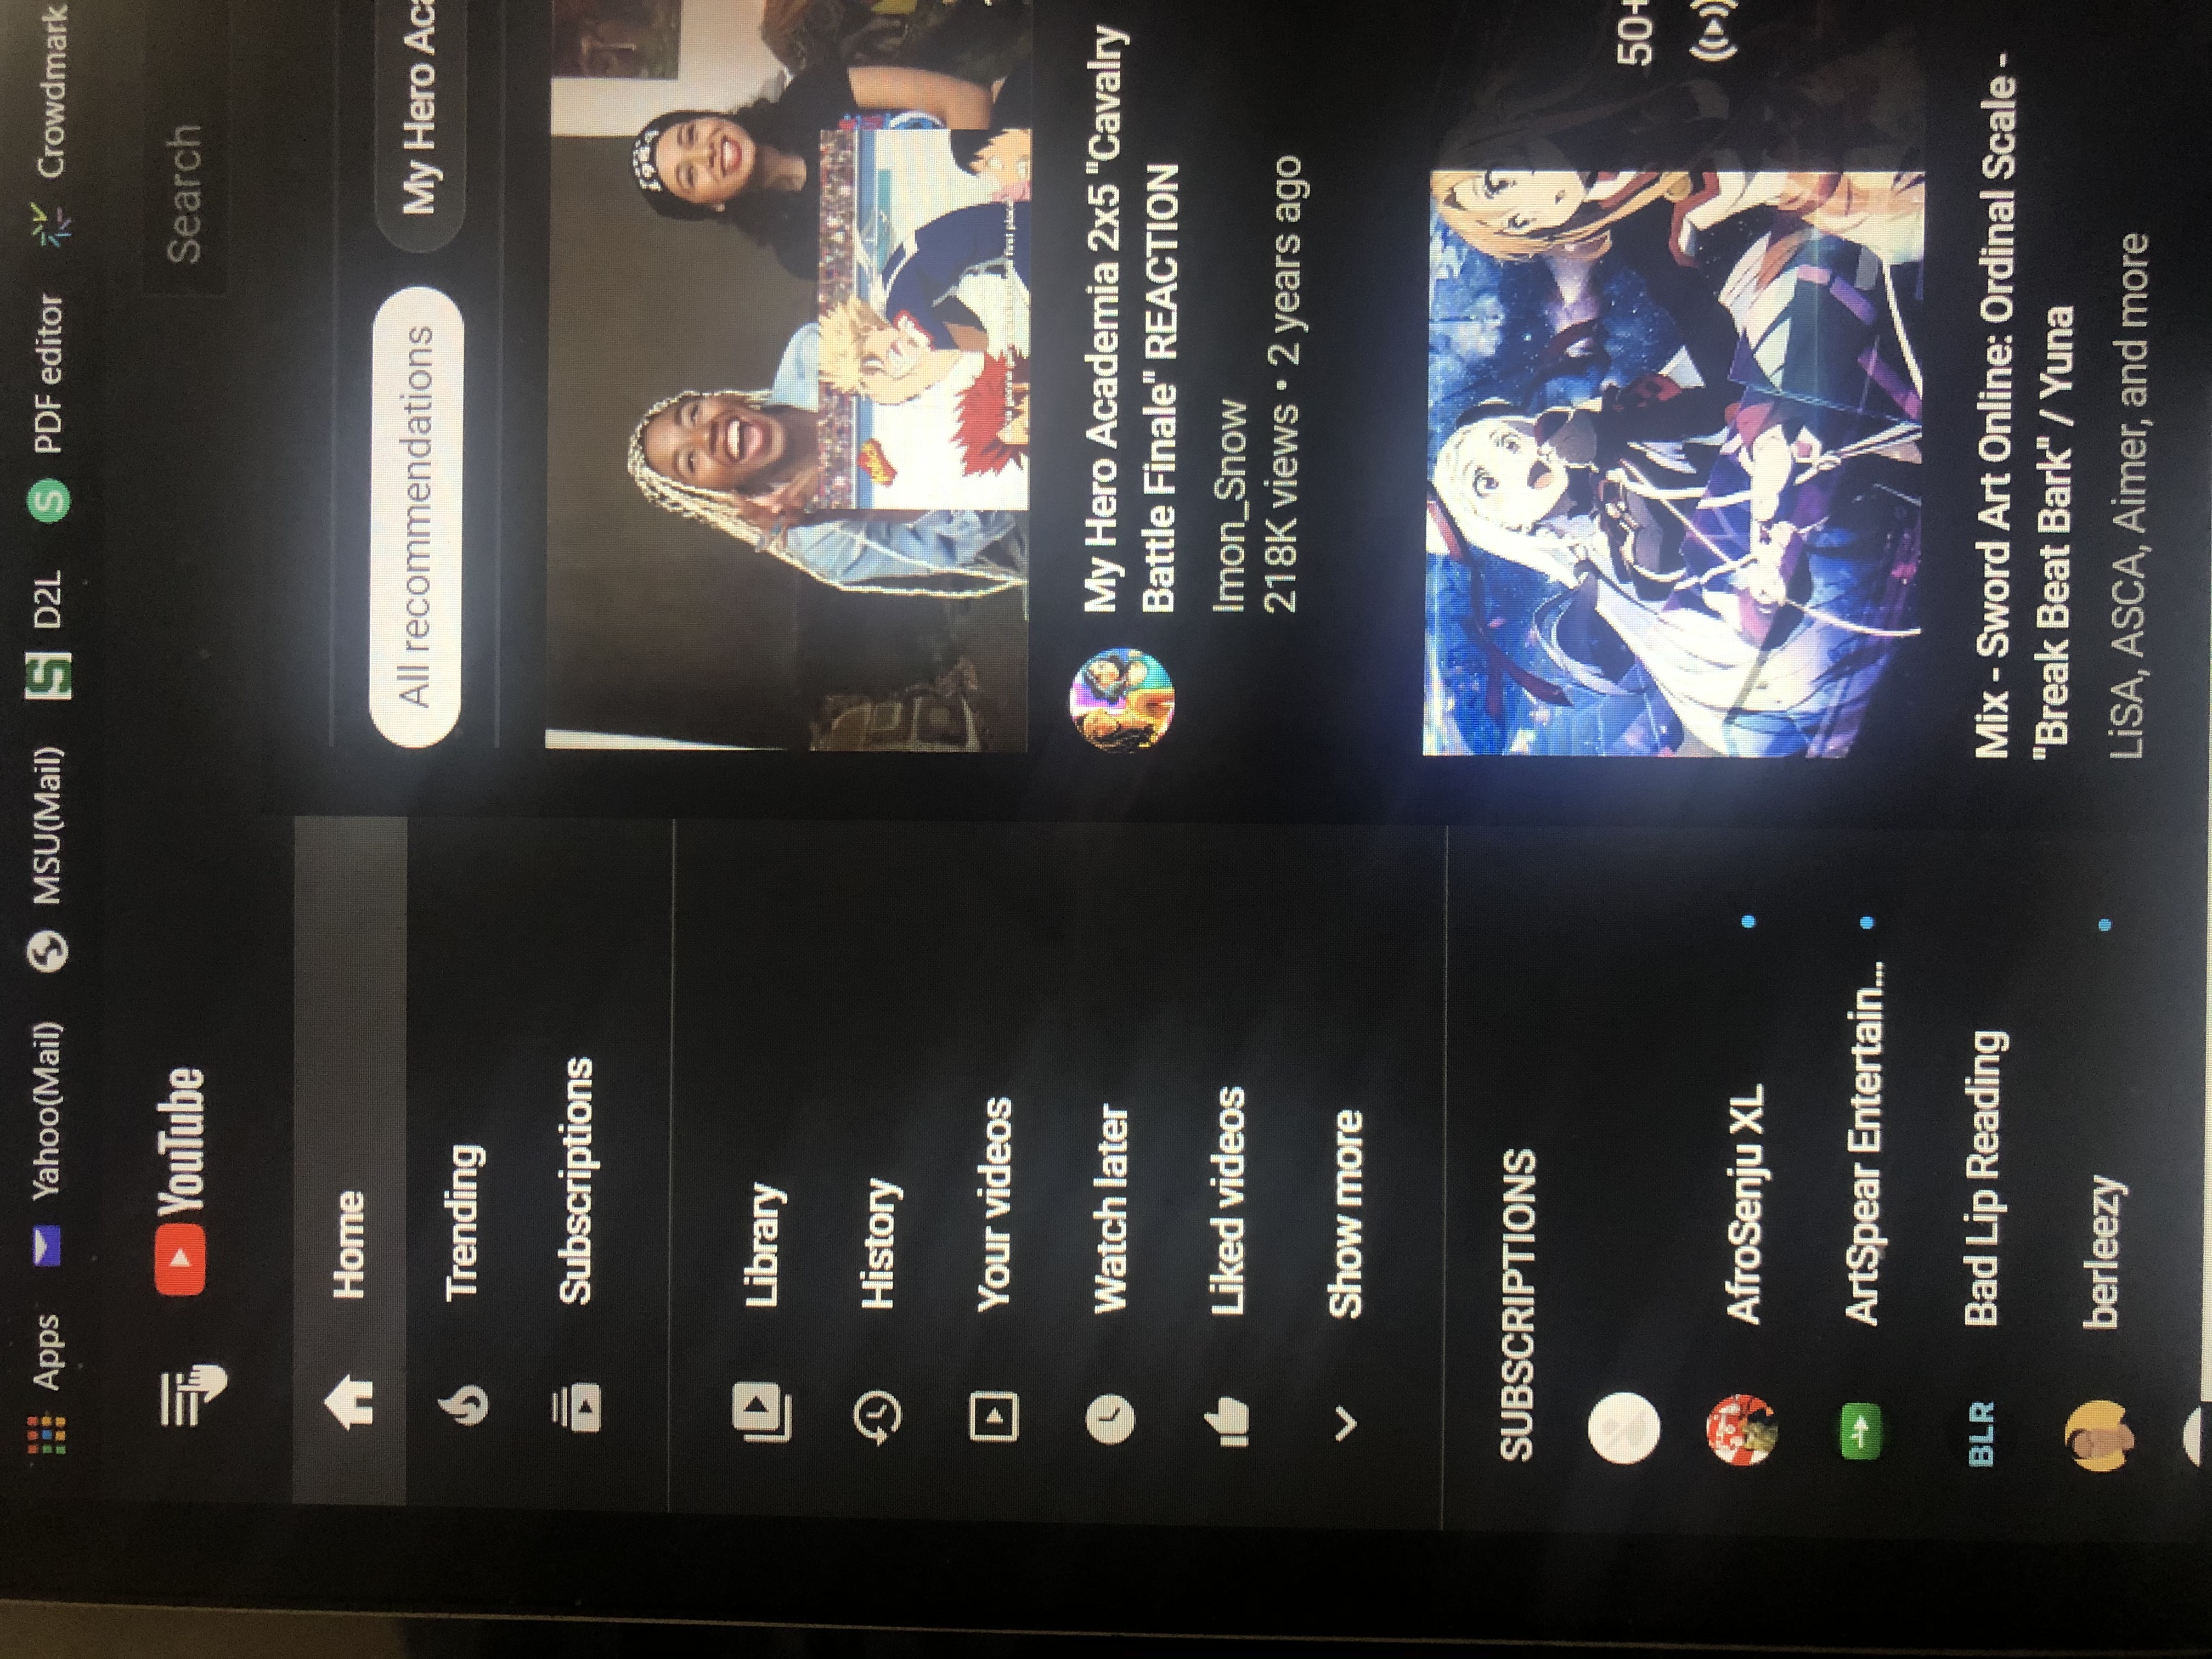 Apps Yahoo(Mail) MSU(Mail) D2L PDF editor Crowdmark
YouTube
Search
Home
Trending
Subscriptions
Library
History
Your videos
Watch later
Liked videos
Show more
SUBSCRIPTIONS
AfroSenju XL
ArtSpear Entertain...
BLR Bad Lip Reading
berleezy
All recommendations
My Hero Aca
1984
first place
My Hero Academia 2x5 "Cavalry
Battle Finale" REACTION
Imon_Snow
218K views • 2 years ago
50+
Mix - Sword Art Online: Ordinal Scale -
"Break Beat Bark" / Yuna
LiSA, ASCA, Aimer, and more